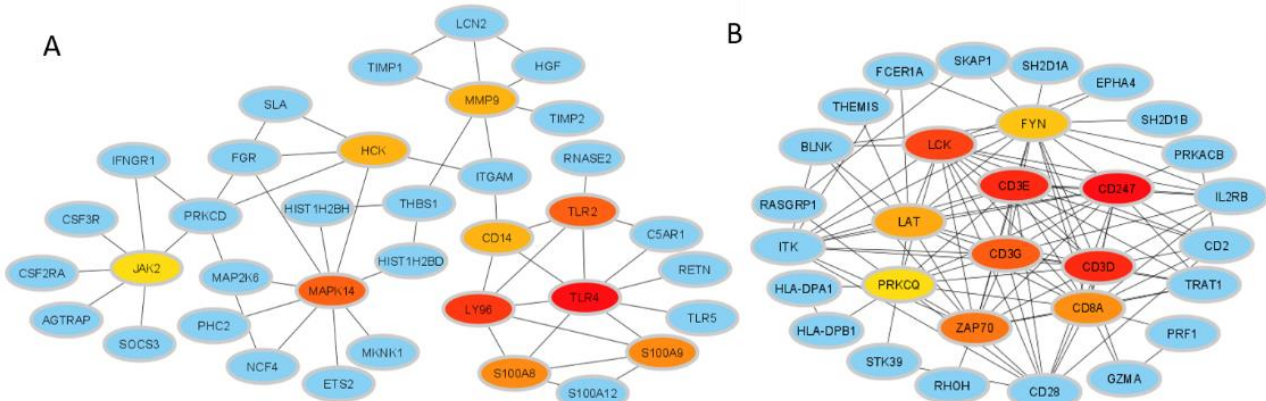 A
LCN2
TIMP1
HGF
MMP9
SLA
TIMP2
HCK
RNASE2
IFNGR1
FGR
ITGAM
CSF3R
PRKCD
HIST1H2BH
THBS1
TLR2
CD14
C5AR1
CSF2RA
JAK2
HIST1H2BD
RETN
MAP2K6
MAPK14
LY96
TLR4
AGTRAP
PHC2
TLR5
SOCS3
NCF4
MKNK1
S100A9
ETS2
S100A8
S100A12
B
SKAP1
SH2D1A
FCER1A
EPHA4
THEMIS
FYN
SH2D1B
BLNK
LCK
PRKACB
CD3E
CD247
IL2RB
RASGRP1
LAT
ITK
CD3G
CD2
CD3D
HLA-DPA1
PRKCQ
TRAT1
CD8A
HLA-DPB1
ZAP70
PRF1
STK39
RHOH
CD28
GZMA